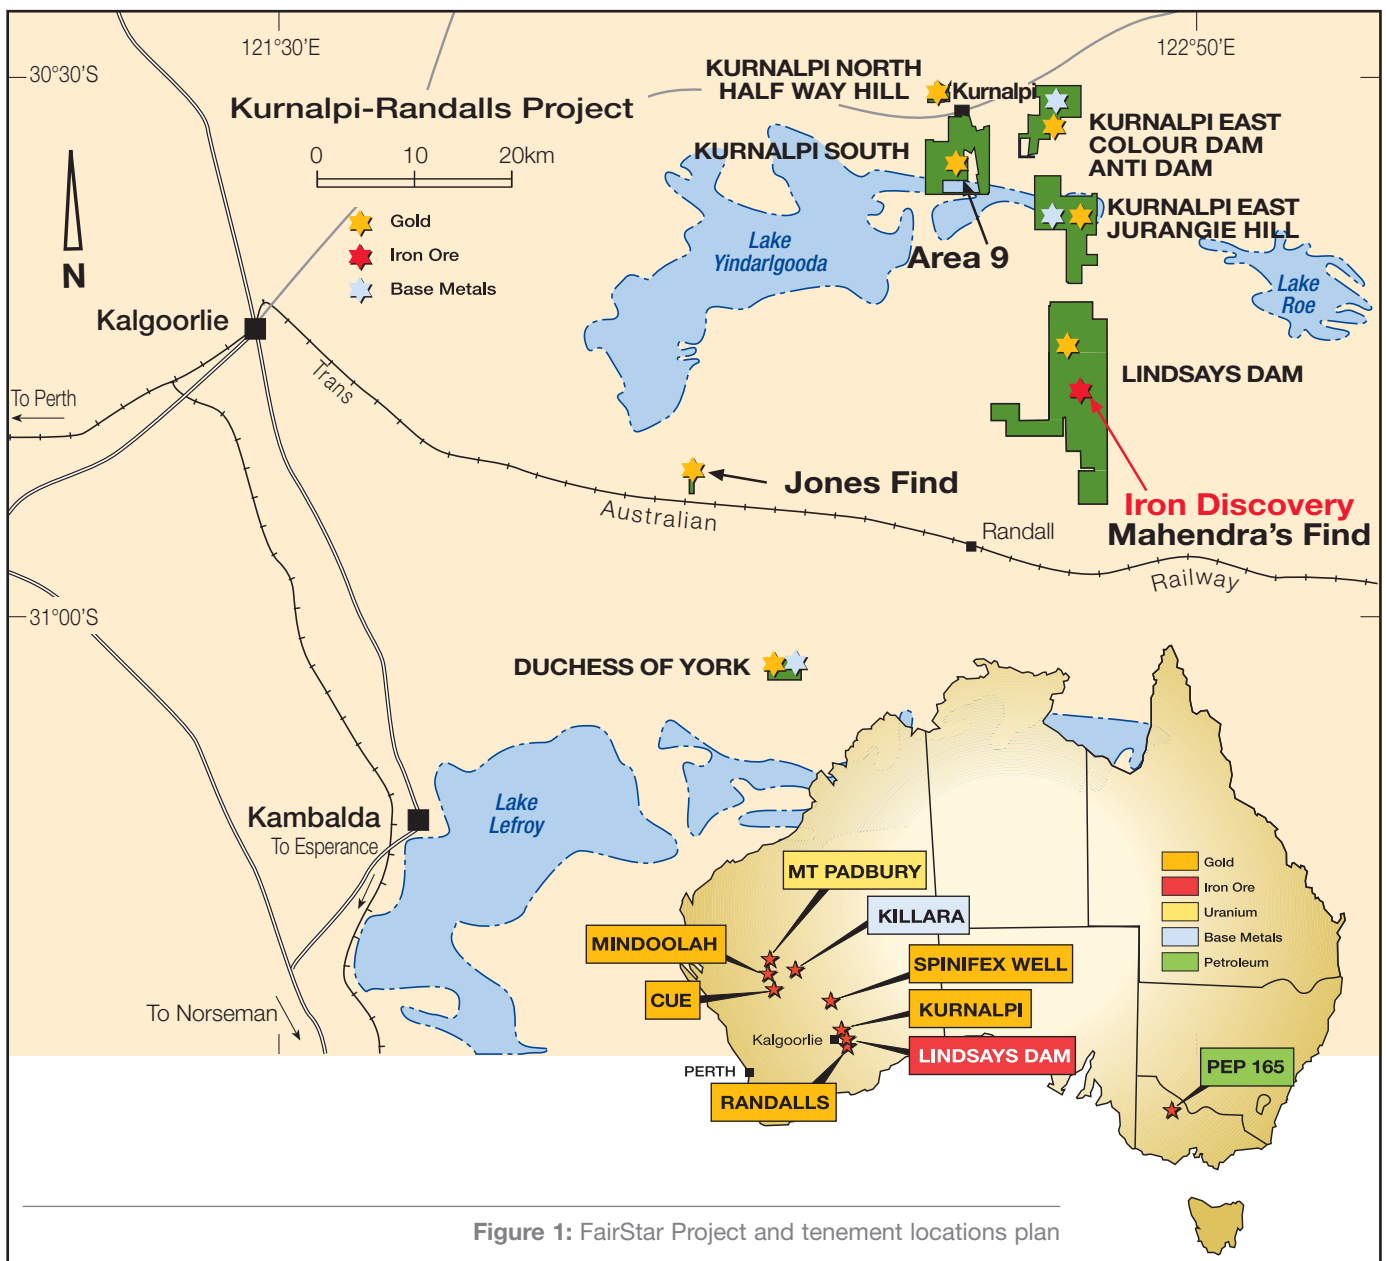 121°30'E
122°50'E
30°30'S
KURNALPI NORTH
HALF WAY HILL
Kurnalpi
Kurnalpi-Randalls Project
KURNALPI EAST
COLOUR DAM
ANTI DAM
KURNALPI SOUTH
0 10 20km
Gold
Iron Ore
Base Metals
N
KURNALPI EAST
JURANGIE HILL
Lake
Yindarlgooda
Area 9
Lake
Roe
Kalgoorlie
Trans
To Perth
LINDSAYS DAM
Jones Find
Iron Discovery
Mahendra's Find
Australian
Randall
Railway
31°00'S
DUCHESS OF YORK
Lake
Lefroy
Kambalda
To Esperance
To Norseman
MT PADBURY
KILLARA
MINDOOLAH
SPINIFEX WELL
CUE
KURNALPI
Kalgoorlie
LINDSAYS DAM
PERTH
RANDALLS
PEP 165
Gold
Iron Ore
Uranium
Base Metals
Petroleum
Figure 1: FairStar Project and tenement locations plan